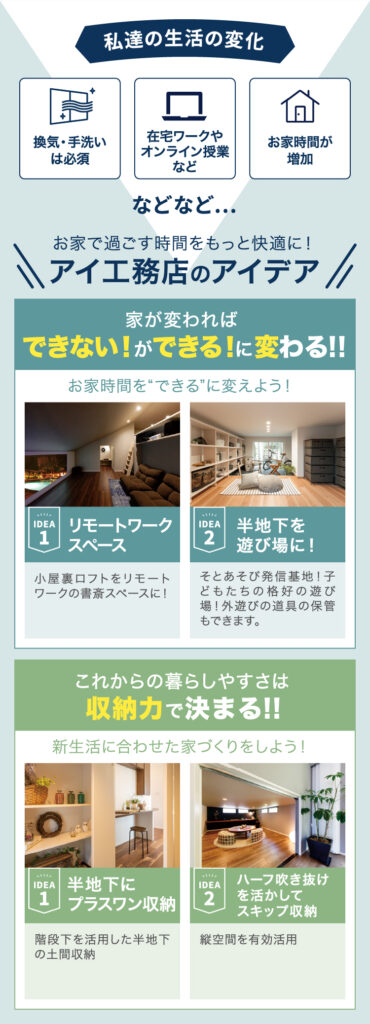 私達の生活の変化
換気・手洗い
は必須
在宅ワークや
オンライン授業
など
お家時間が
増加
などなど…
お家で過ごす時間をもっと快適に！
アイ工務店のアイデア
家が変われば
できない！ができる！に変わる!!
お家時間を“できる”に変えよう！
IDEA
1
リモートワーク
スペース
小屋裏ロフトをリモート
ワークの書斎スペースに！
IDEA
2
半地下を
遊び場に！
そとあそび発信基地！子
どもたちの格好の遊び
場！外遊びの道具の保管
もできます。
これからの暮らしやすさは
収納力で決まる!!
新生活に合わせた家づくりをしよう！
IDEA
1
半地下に
プラスワン収納
階段下を活用した半地下
の土間収納
IDEA
2
ハーフ吹き抜け
を活かして
スキップ収納
縦空間を有効活用